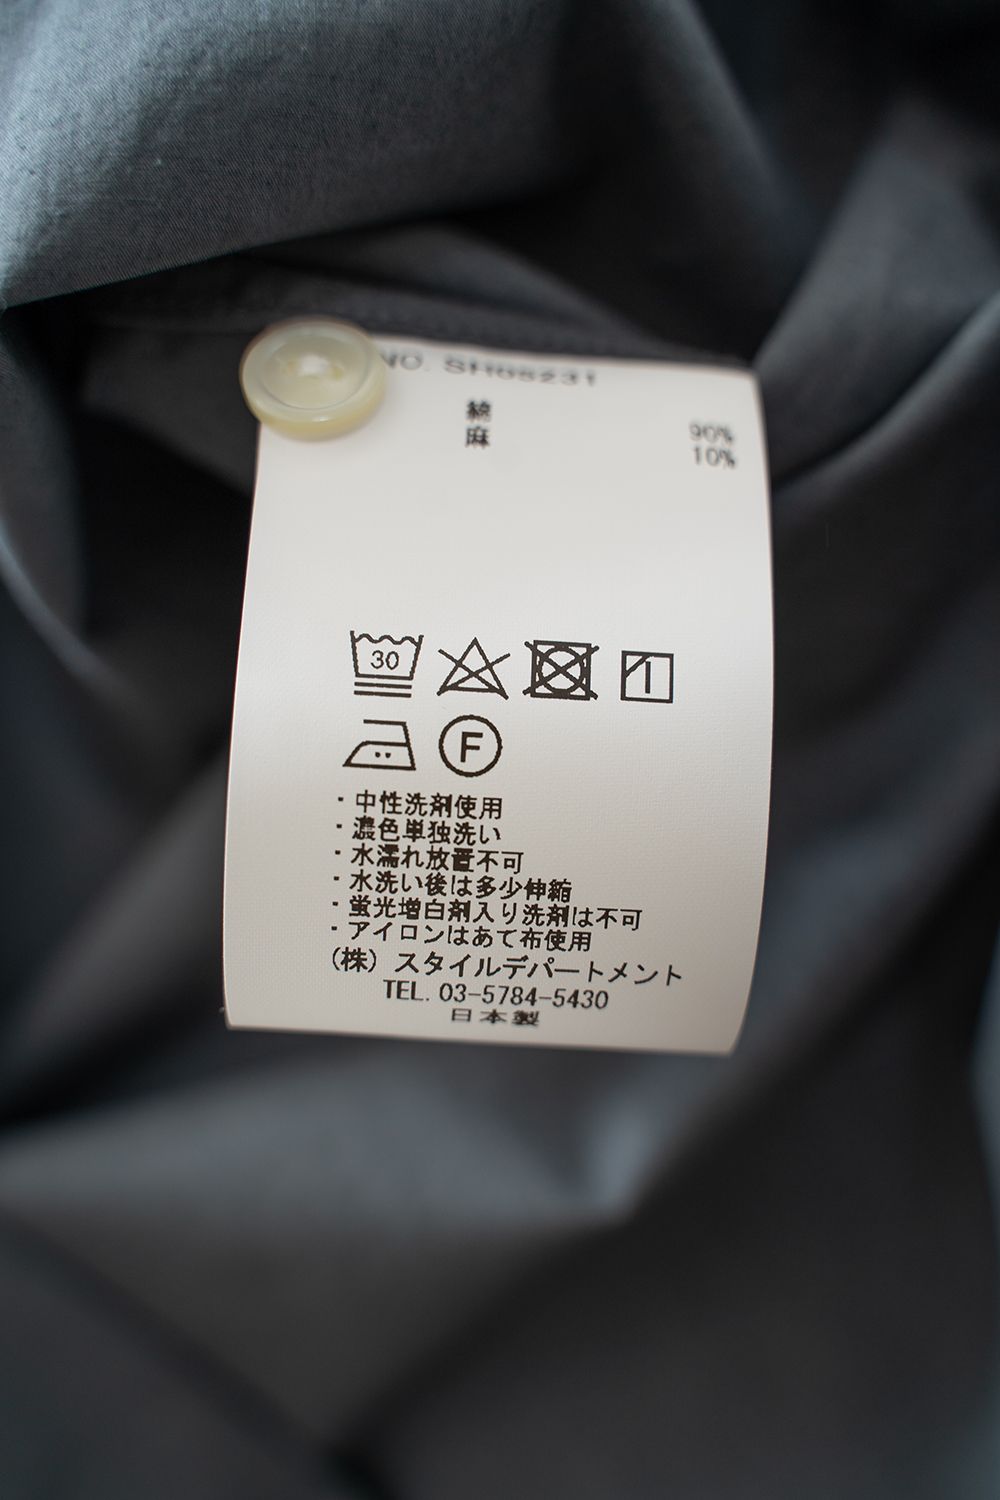 綿 90%
麻 10%
30
F
・中性洗剤使用
・濃色単独洗い
・水濡れ放置不可
・水洗い後は多少伸縮
・蛍光増白剤入り洗剤は不可
・アイロンはあて布使用
(株) スタイルデパートメント
TEL. 03-5784-5430
日本製